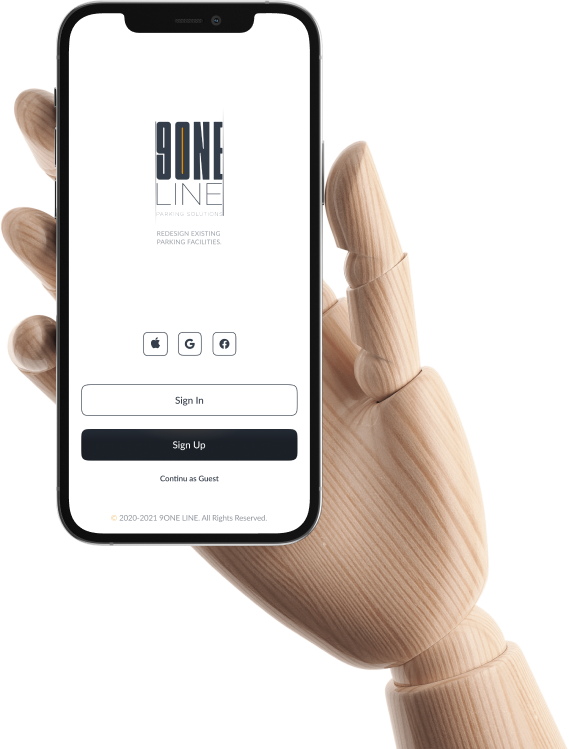 9ONE
LINE
PARKING SOLUTIONS
REDESIGN EXISTING
PARKING FACILITIES
Sign In
Sign Up
Continu as Guest
© 2020-2021 9ONE LINE. All Rights Reserved.